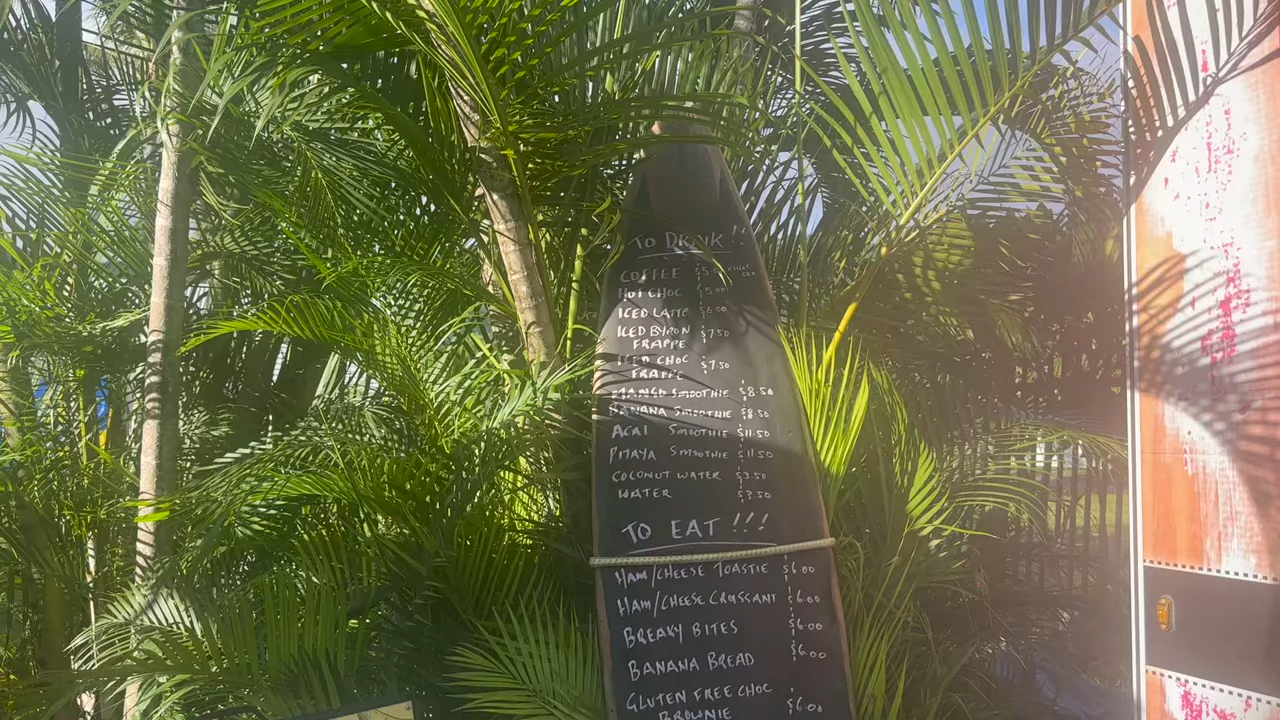 TO DRINK !!
COFFEE $5.00
HOT CHOC $5.00
ICED LATTE $6.00
ICED BYRON $7.50
FRAPPE
ICED CHOC $7.50
FRAPPE
MANGO SMOOTHIE $8.50
BANANA SMOOTHIE $8.50
ACAI SMOOTHIE $11.50
PITAYA SMOOTHIE $11.50
COCONUT WATER $3.50
WATER $3.50
TO EAT !!!
HAM/CHEESE TOASTIE $6.00
HAM/CHEESE CROISSANT $6.00
BREAKY BITES $6.00
BANANA BREAD $6.00
GLUTEN FREE CHOC $6.00
BROWNIE